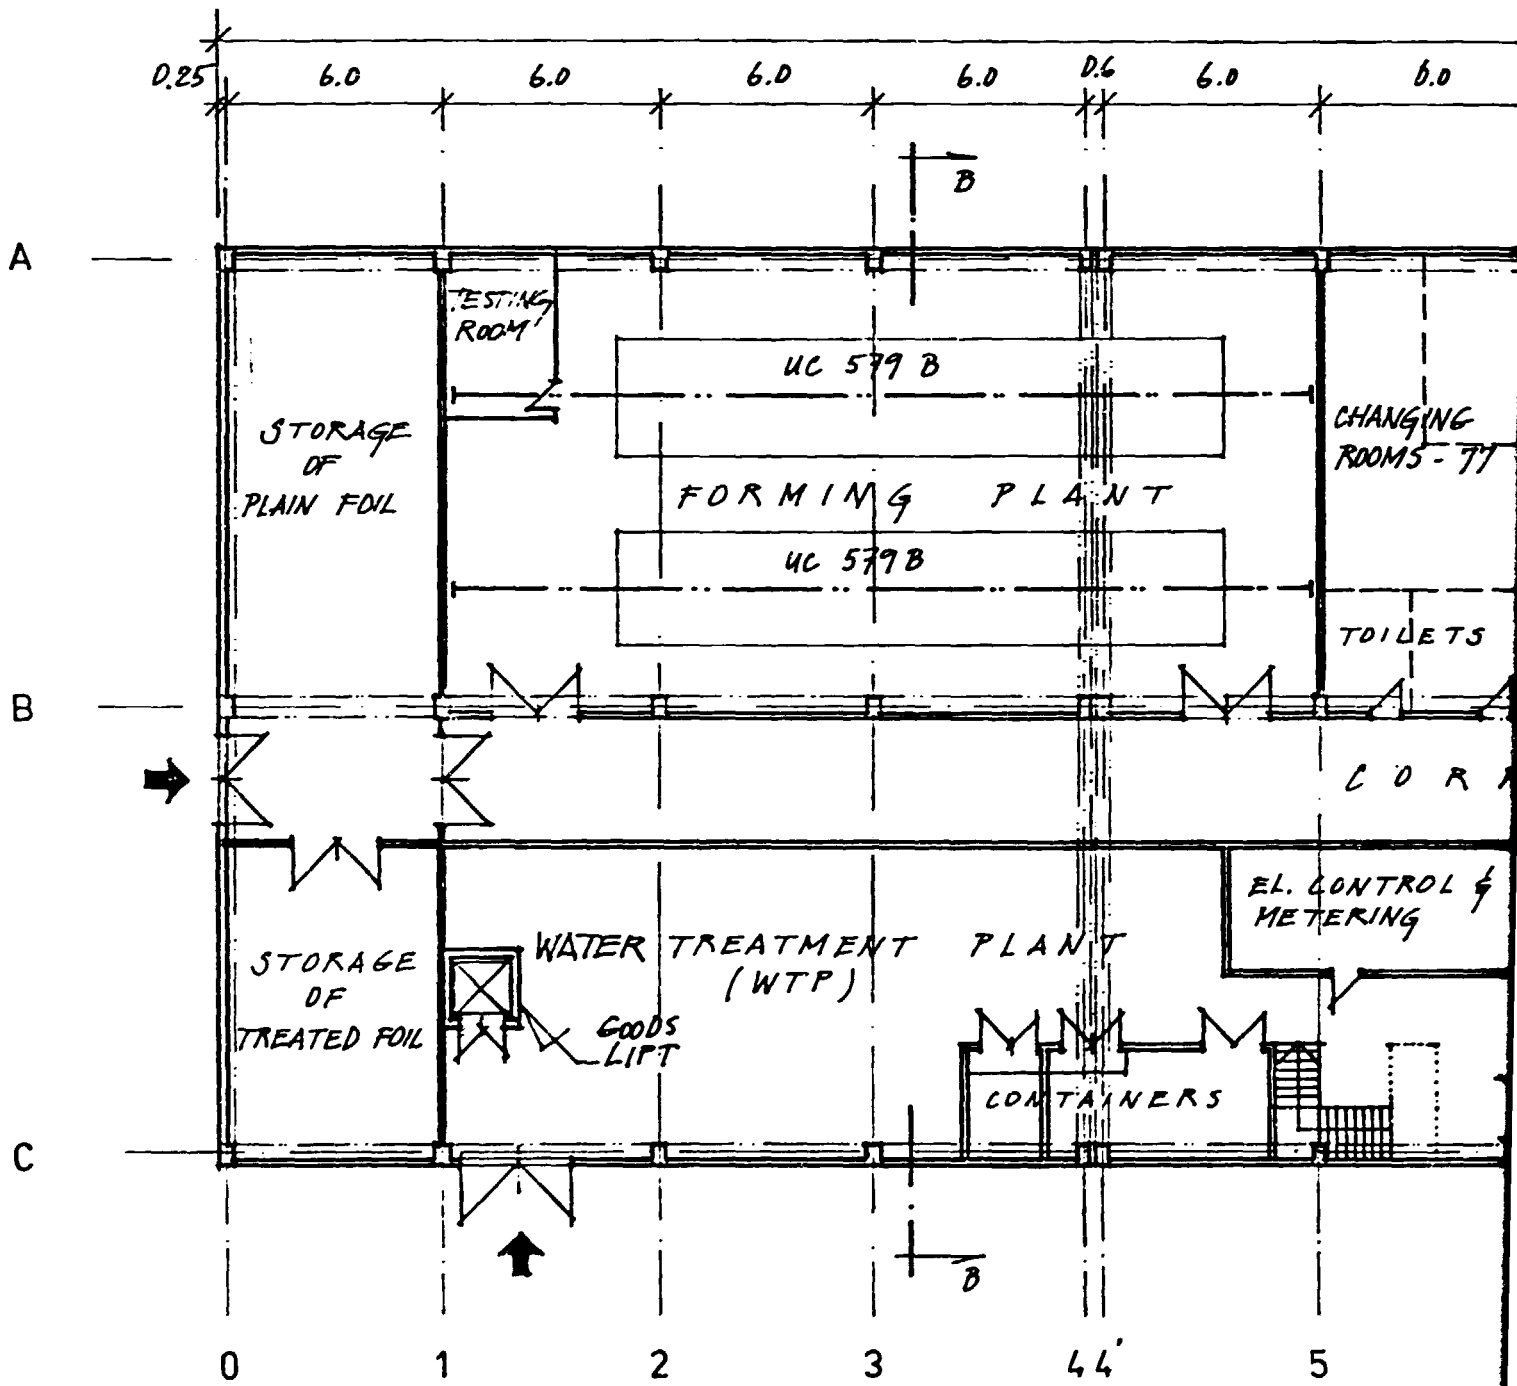 0.25 6.0 6.0 6.0 6.0 0.6 6.0 6.0
B
A
TESTING
ROOM
UC 579 B
STORAGE
OF
PLAIN FOIL
CHANGING
ROOMS - 77
FORMING PLANT
UC 579 B
TOILETS
B
CORR
EL. CONTROL &
METERING
WATER TREATMENT PLANT
(WTP)
STORAGE
OF
TREATED FOIL
GOODS
LIFT
CONTAINERS
C
B
0 1 2 3 4 4' 5